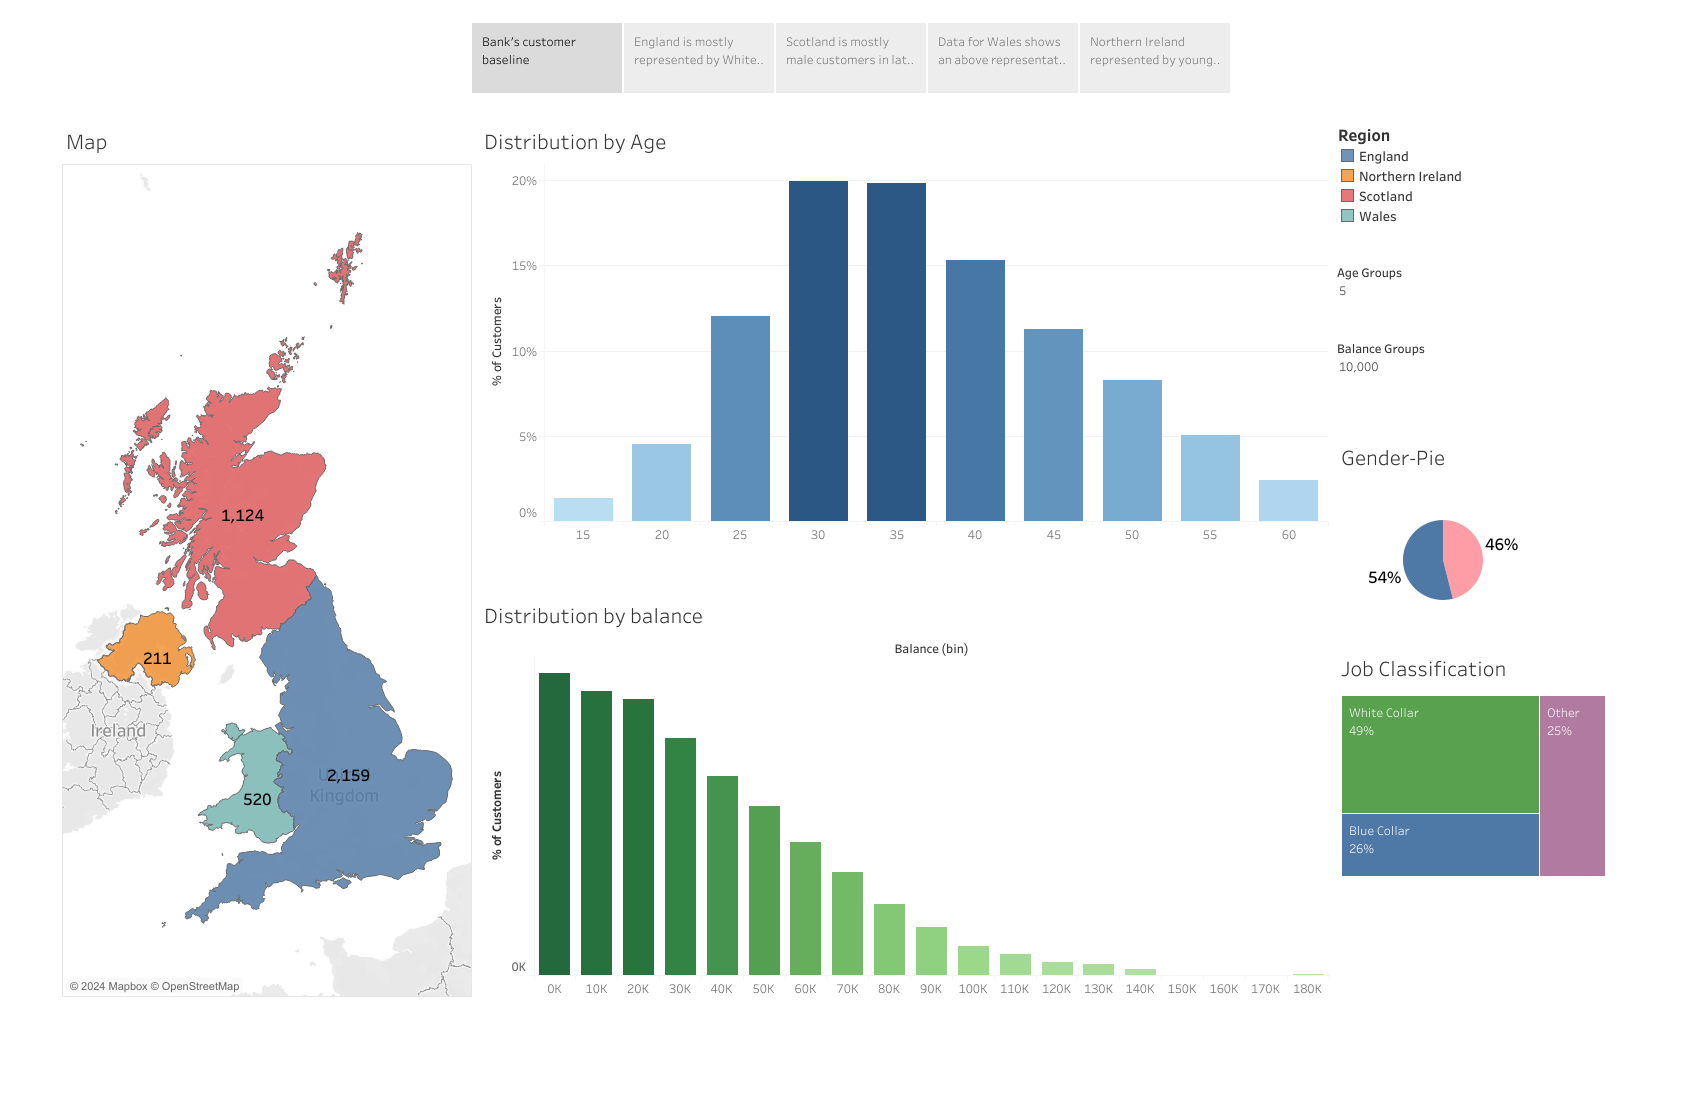 Bank's customer
baseline
England is mostly
represented by White..
Scotland is mostly
male customers in lat..
Data for Wales shows
an above representat..
Northern Ireland
represented by young..
Map
1,124
211
Ireland
2,159
Kingdom
520
© 2024 Mapbox © OpenStreetMap
Distribution by Age
% of Customers
20%
15%
10%
5%
0%
15 20 25 30 35 40 45 50 55 60
Distribution by balance
Balance (bin)
% of Customers
0K
0K 10K 20K 30K 40K 50K 60K 70K 80K 90K 100K 110K 120K 130K 140K 150K 160K 170K 180K
Region
England
Northern Ireland
Scotland
Wales
Age Groups
5
Balance Groups
10,000
Gender-Pie
46%
54%
Job Classification
White Collar
49%
Other
25%
Blue Collar
26%